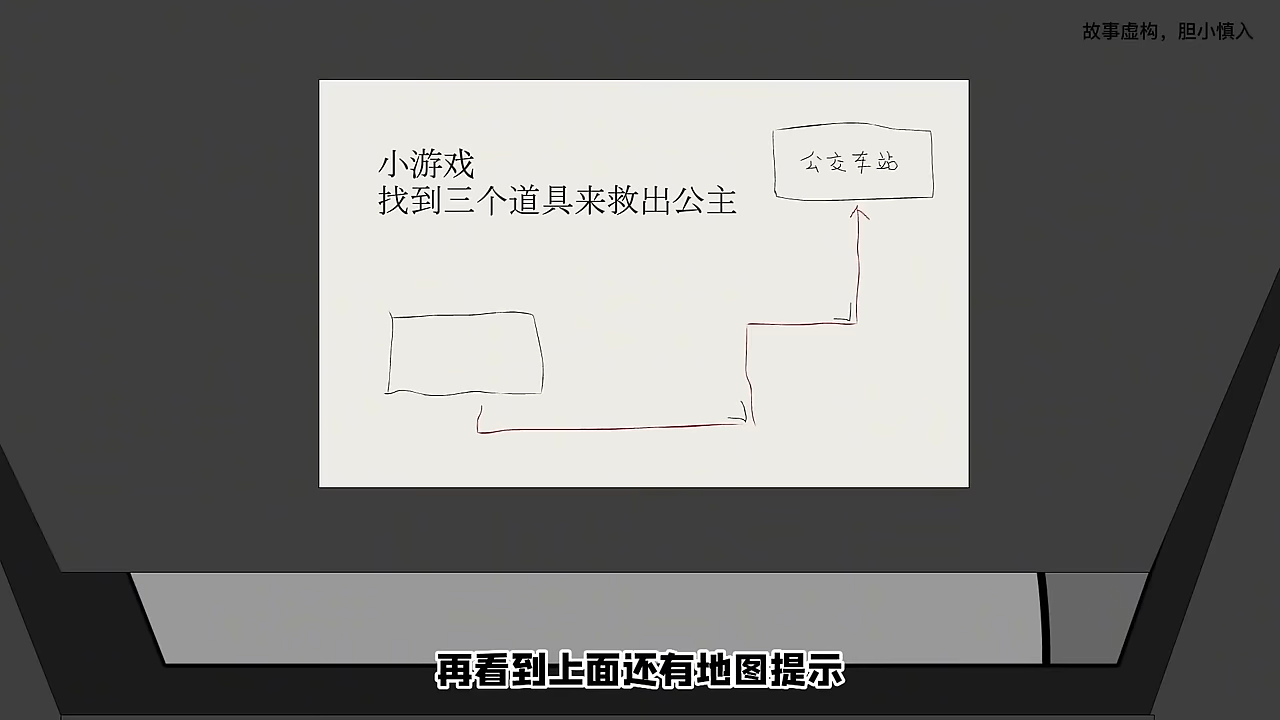 故事虚构，胆小慎入
小游戏
找到三个道具来救出公主
公交车站
再看到上面还有地图提示